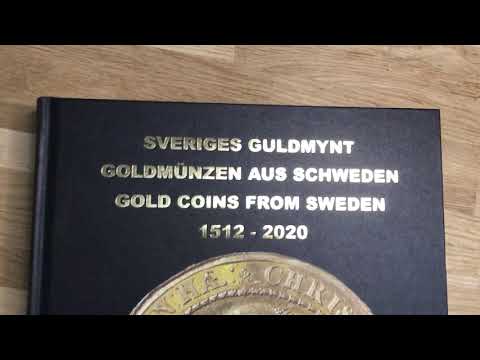 SVERIGES GULDMYNT
GOLDMÜNZEN AUS SCHWEDEN
GOLD COINS FROM SWEDEN
1512 - 2020